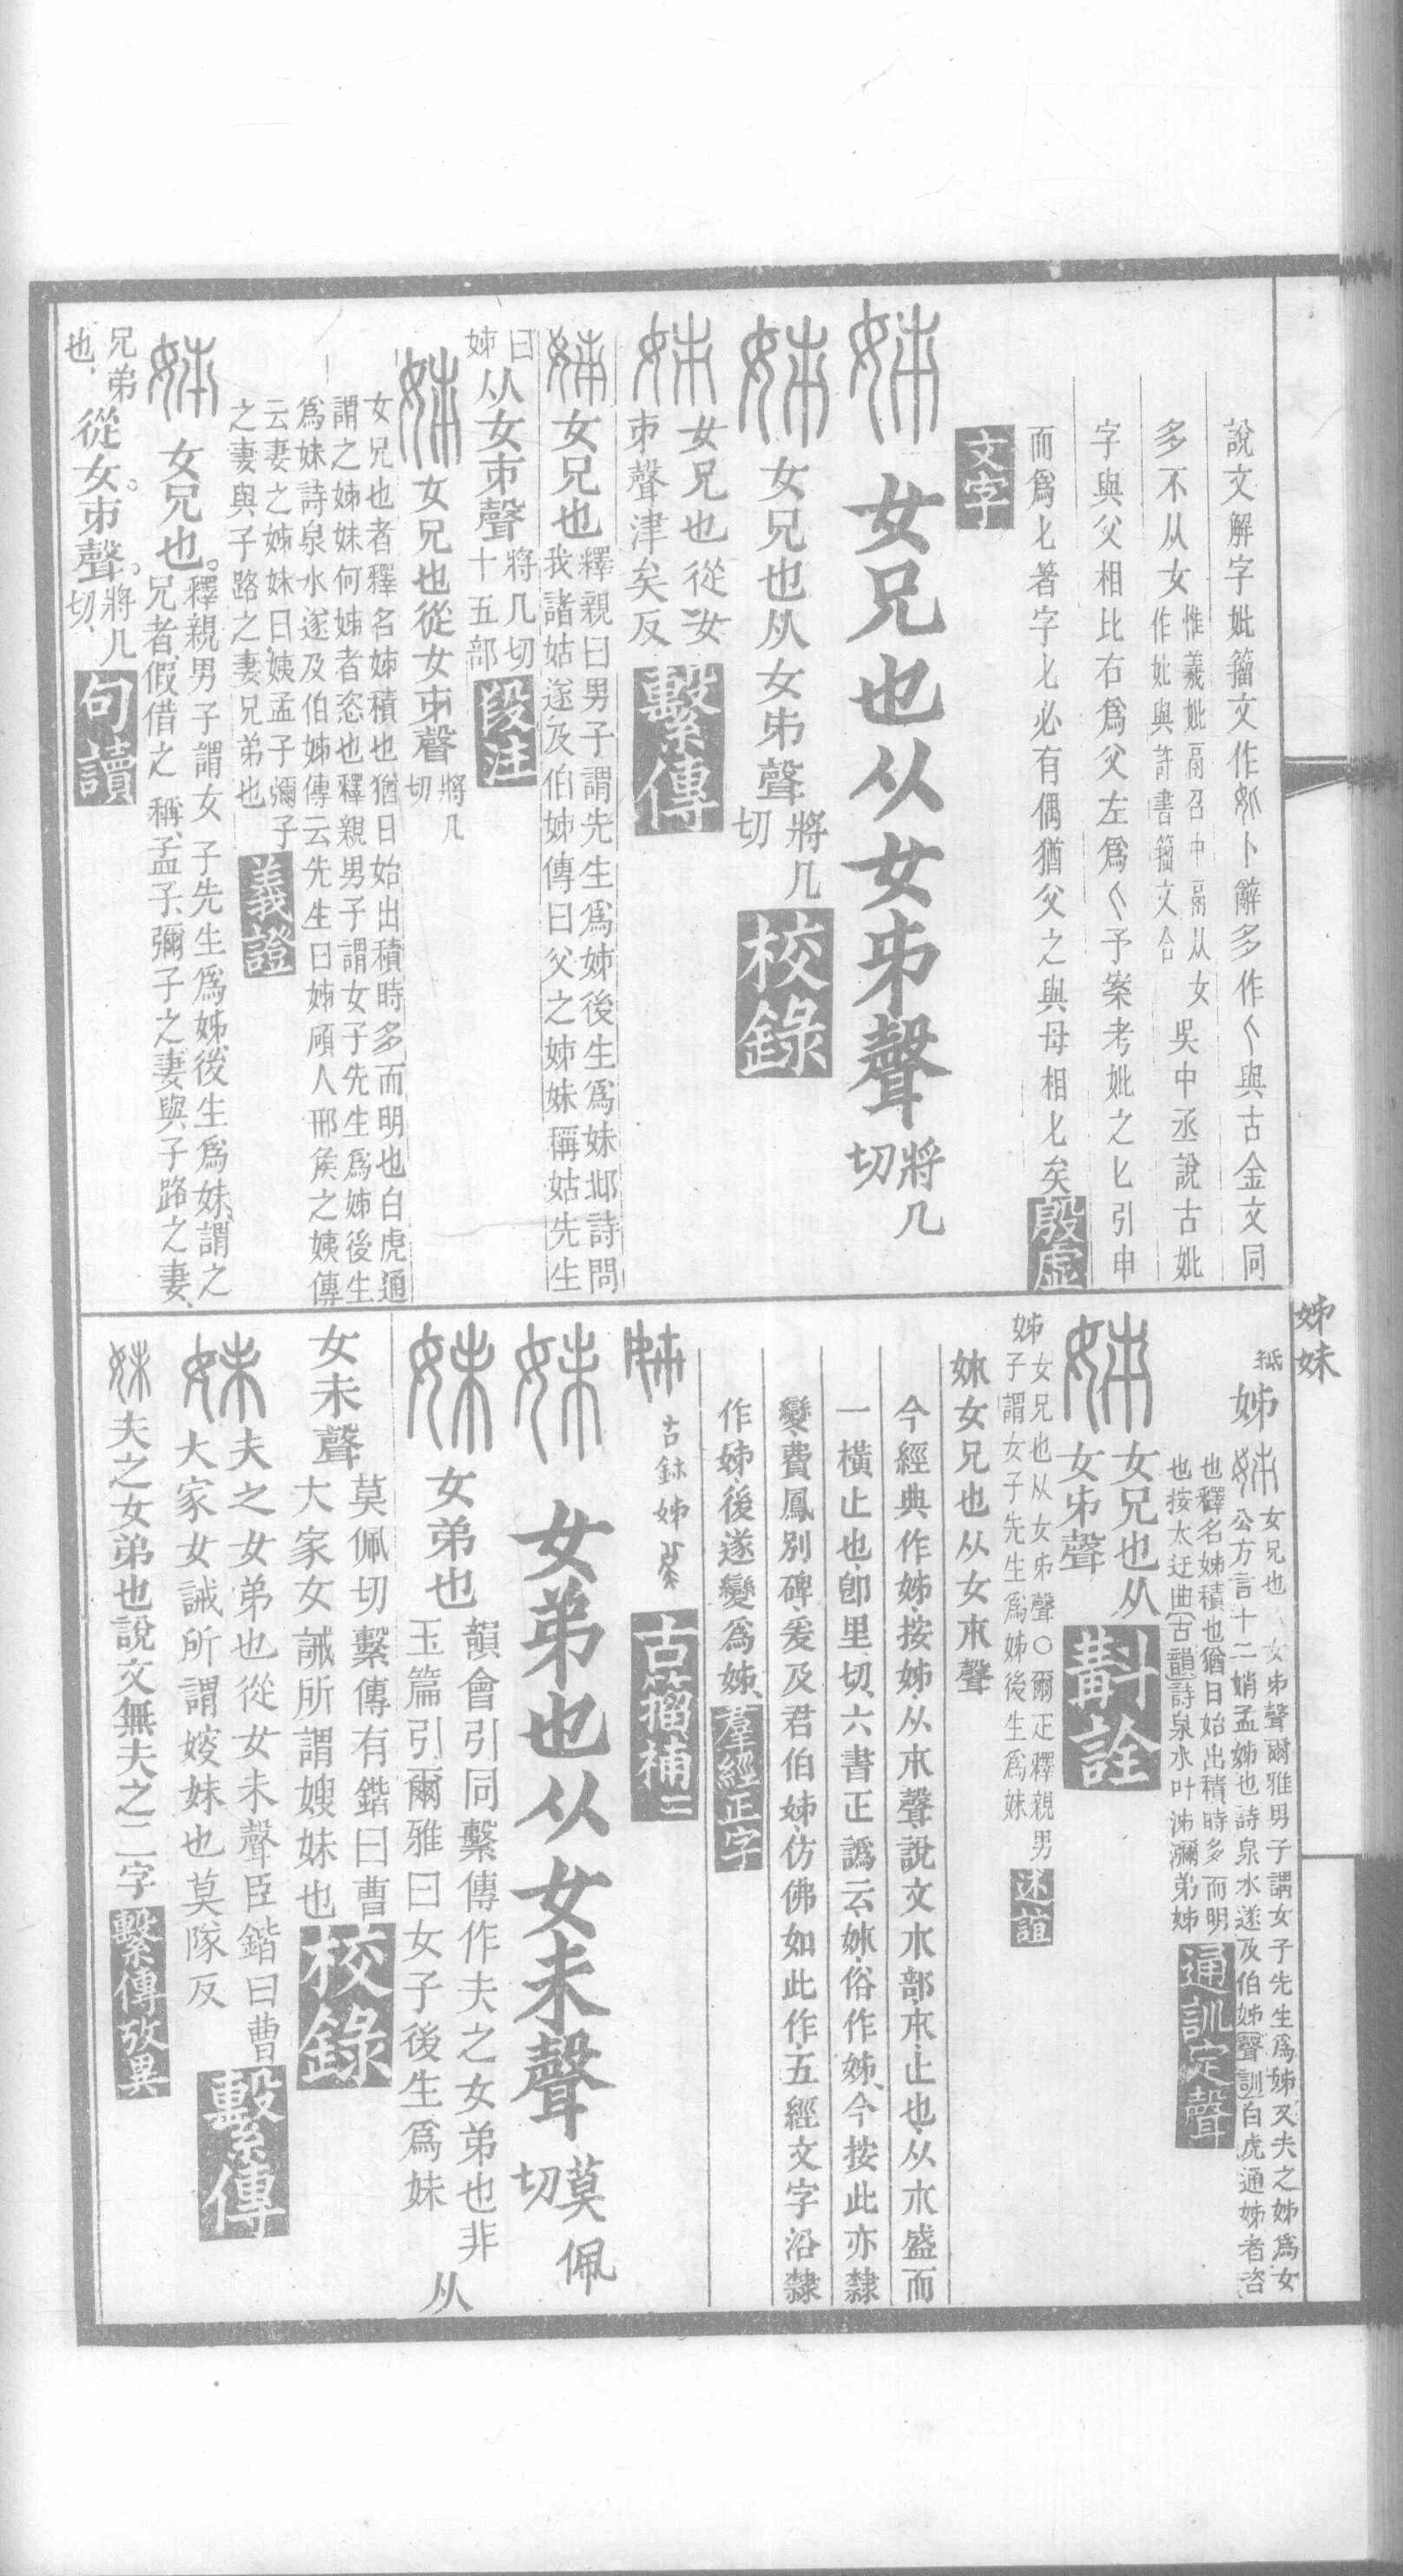 說文解字妣籀文作𡚧卜辭多作𠤎與古金文同
多不从女惟羲妣鬲召中鬲从女作妣與許書籀文合吳中丞說古妣
字與父相比右爲父左爲𠤎予案考妣之匕引申
而爲匕箸字匕必有偶猶父之與母相匕矣殷虛
文字
女兄也从女𠂔聲將几切
女兄也从女𠂔聲將几切校錄
女兄也從女𠂔聲津矣反繫傳
女兄也釋親曰男子謂先生爲姊後生爲妹邶詩問我諸姑遂及伯姊傳曰父之姊妹稱姑先生
曰姊从女𠂔聲將几切十五部段注
女兄也從女𠂔聲將几切
女兄也者釋名姊積也猶日始出積時多而明也白虎通
謂之姊妹何姊者恣也釋親男子謂女子先生爲姊後生
爲妹詩泉水遂及伯姊傳云先生曰姊頎人邢矦之姨傳
云妻之姊妹曰姨孟子彌子
之妻與子路之妻兄弟也義證
女兄也。釋親男子謂女子先生爲姊、後生爲妹、謂之兄者、假借之稱、孟子、彌子之妻與子路之妻、
兄弟也、從女。𠂔聲。將几切、句讀
姊妹
姊女兄也 女𠂔聲爾雅男子謂女子先生爲姊又夫之姊爲女
公方言十二娋孟姊也詩泉水遂及伯姊聲訓白虎通姊者咨
也釋名姊積也猶日始出積時多而明
也按太迂曲古韻詩泉水叶泲瀰弟姊通訓定聲
女兄也从女𠂔聲斠詮
姊女兄也从女𠂔聲〇爾疋釋親男
子謂女子先生爲姊後生爲妹述誼
姊女兄也从女𣎵聲
今經典作姊、按姊、从𣎵聲、說文𣎵部、𣎵、止也、从𣎵盛而
一橫止也、卽里切、六書正譌云、姊、俗作姊、今按此亦隸
變、費鳳別碑、爰及君伯姊、仿佛如此作、五經文字沿隸
作姊、後遂變爲姊、羣經正字
古鉨姊 古籀補二
女弟也从女未聲莫佩切
女弟也韻會引同繫傳作夫之女弟也非玉篇引爾雅曰女子後生爲妹从
女未聲莫佩切繫傳有鍇曰曹大家女誡所謂嫂妹也校錄
夫之女弟也從女未聲臣鍇曰曹大家女誡所謂㛮妹也莫隊反繫傳
夫之女弟也說文無夫之二字繫傳攷異